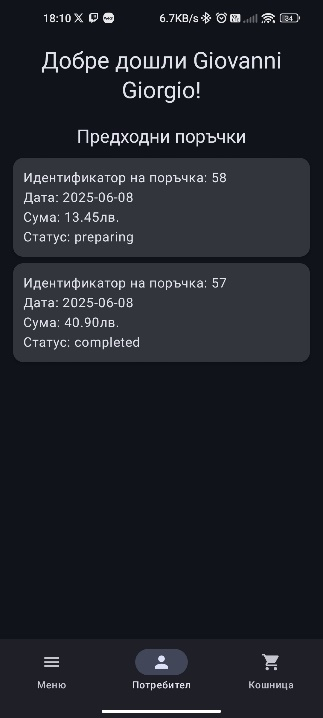 18:10
6.7KB/s
84
Добре дошли Giovanni
Giorgio!
Предходни поръчки
Идентификатор на поръчка: 58
Дата: 2025-06-08
Сума: 13.45лв.
Статус: preparing
Идентификатор на поръчка: 57
Дата: 2025-06-08
Сума: 40.90лв.
Статус: completed
Меню
Потребител
Кошница